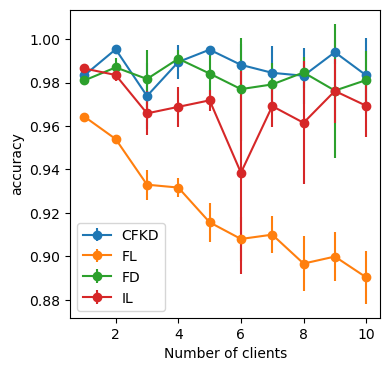 1.00
0.98
0.96
0.94
0.92
0.90
0.88
accuracy
CFKD
FL
FD
IL
2 4 6 8 10
Number of clients